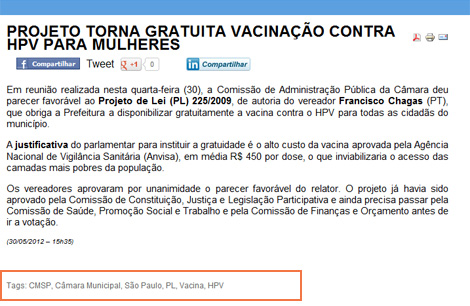 PROJETO TORNA GRATUITA VACINAÇÃO CONTRA
HPV PARA MULHERES
f Compartilhar Tweet g +1 0 in Compartilhar
Em reunião realizada nesta quarta-feira (30), a Comissão de Administração Pública da Câmara deu
parecer favorável ao Projeto de Lei (PL) 225/2009, de autoria do vereador Francisco Chagas (PT),
que obriga a Prefeitura a disponibilizar gratuitamente a vacina contra o HPV para todas as cidadãs do
município.
A justificativa do parlamentar para instituir a gratuidade é o alto custo da vacina aprovada pela Agência
Nacional de Vigilância Sanitária (Anvisa), em média R$ 450 por dose, o que inviabilizaria o acesso das
camadas mais pobres da população.
Os vereadores aprovaram por unanimidade o parecer favorável do relator. O projeto já havia sido
aprovado pela Comissão de Constituição, Justiça e Legislação Participativa e ainda precisa passar pela
Comissão de Saúde, Promoção Social e Trabalho e pela Comissão de Finanças e Orçamento antes de
ir a votação.
(30/05/2012 – 15h35)
Tags: CMSP, Câmara Municipal, São Paulo, PL, Vacina, HPV